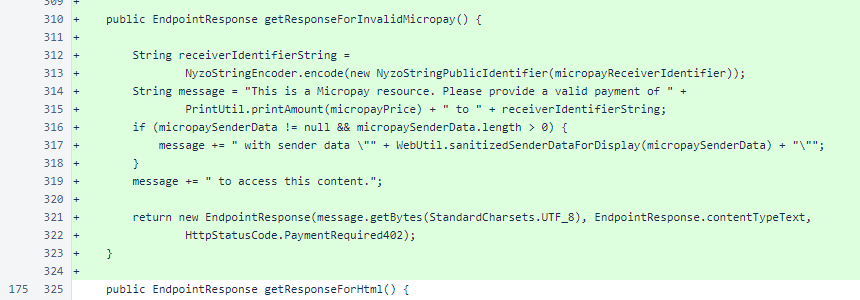 309 +
310 + public EndpointResponse getResponseForInvalidMicropay() {
311 +
312 + String receiverIdentifierString =
313 + NyzoStringEncoder.encode(new NyzoStringPublicIdentifier(micropayReceiverIdentifier));
314 + String message = "This is a Micropay resource. Please provide a valid payment of " +
315 + PrintUtil.printAmount(micropayPrice) + " to " + receiverIdentifierString;
316 + if (micropaySenderData != null && micropaySenderData.length > 0) {
317 + message += " with sender data \"" + WebUtil.sanitizedSenderDataForDisplay(micropaySenderData) + "\"";
318 + }
319 + message += " to access this content.";
320 +
321 + return new EndpointResponse(message.getBytes(StandardCharsets.UTF_8), EndpointResponse.contentTypeText,
322 + HttpStatusCode.PaymentRequired402);
323 + }
324 +
175 325 public EndpointResponse getResponseForHtml() {